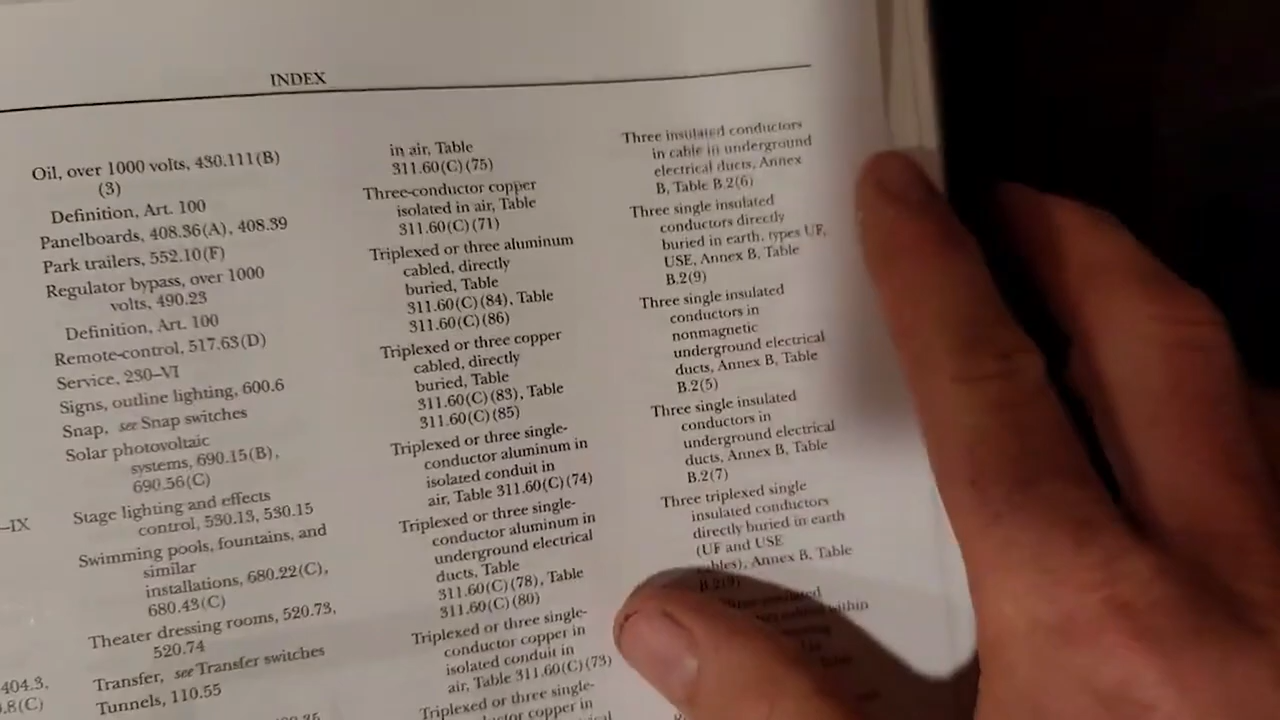 INDEX
Oil, over 1000 volts, 430.111(B)
(3)
Definition, Art. 100
Panelboards, 408.36(A), 408.39
Park trailers, 552.10(F)
Regulator bypass, over 1000
volts, 490.23
Definition, Art. 100
Remote-control, 517.63(D)
Service, 230–VI
Signs, outline lighting, 600.6
Snap, see Snap switches
Solar photovoltaic
systems, 690.15(B),
690.56(C)
–IX
Stage lighting and effects
control, 530.13, 530.15
Swimming pools, fountains, and
similar
installations, 680.22(C),
680.43(C)
Theater dressing rooms, 520.73,
520.74
404.3,
Transfer, see Transfer switches
.8(C)
Tunnels, 110.55
in air, Table
311.60(C)(75)
Three-conductor copper
isolated in air, Table
311.60(C)(71)
Triplexed or three aluminum
cabled, directly
buried, Table
311.60(C)(84), Table
311.60(C)(86)
Triplexed or three copper
cabled, directly
buried, Table
311.60(C)(83), Table
311.60(C)(85)
Triplexed or three single-
conductor aluminum in
isolated conduit in
air, Table 311.60(C)(74)
Triplexed or three single-
conductor aluminum in
underground electrical
ducts, Table
311.60(C)(78), Table
311.60(C)(80)
Triplexed or three single-
conductor copper in
isolated conduit in
air, Table 311.60(C)(73)
Triplexed or three single-
copper in
Three insulated conductors
in cable in underground
electrical ducts, Annex
B, Table B.2(6)
Three single insulated
conductors directly
buried in earth, types UF,
USE, Annex B, Table
B.2(9)
Three single insulated
conductors in
nonmagnetic
underground electrical
ducts, Annex B, Table
B.2(5)
Three single insulated
conductors in
underground electrical
ducts, Annex B, Table
B.2(7)
Three triplexed single
insulated conductors
directly buried in earth
(UF and USE
cables), Annex B, Table
insulated
within